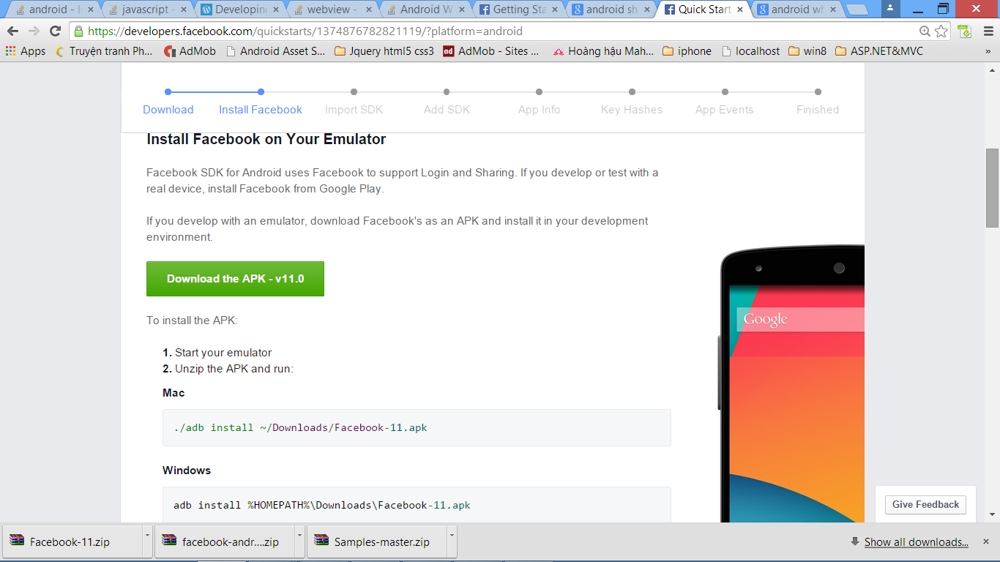 android - I
javascript -
Developing
webview -
Android W
Getting Sta
android sh
Quick Start
android wh
https://developers.facebook.com/quickstarts/1374876782821119/?platform=android
Apps
Truyện tranh Ph...
AdMob
Android Asset S...
Jquery html5 css3
ad
AdMob - Sites ...
Hoàng hậu Mah...
iphone
localhost
win8
ASP.NET&MVC
»
Download
Install Facebook
Import SDK
Add SDK
App Info
Key Hashes
App Events
Finished
Install Facebook on Your Emulator
Facebook SDK for Android uses Facebook to support Login and Sharing. If you develop or test with a
real device, install Facebook from Google Play.
If you develop with an emulator, download Facebook's as an APK and install it in your development
environment.
Download the APK - v11.0
Google
To install the APK:
1. Start your emulator
2. Unzip the APK and run:
Mac
./adb install ~/Downloads/Facebook-11.apk
Windows
adb install %HOMEPATH%\Downloads\Facebook-11.apk
Give Feedback
Facebook-11.zip
facebook-andr....zip
Samples-master.zip
Show all downloads...